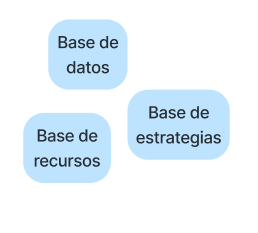 Base de
datos
Base de
estrategias
Base de
recursos